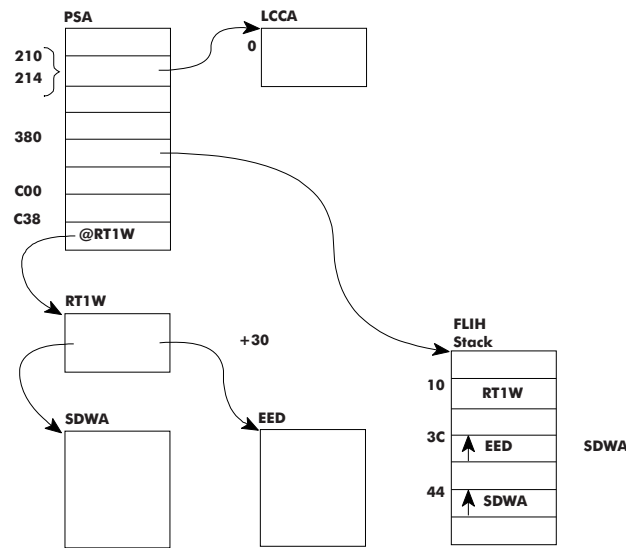 PSA
LCCA
210
0
214
380
C00
C38
@RT1W
RT1W
+30
FLIH
Stack
10
RT1W
SDWA
EED
3C
EED
SDWA
44
SDWA